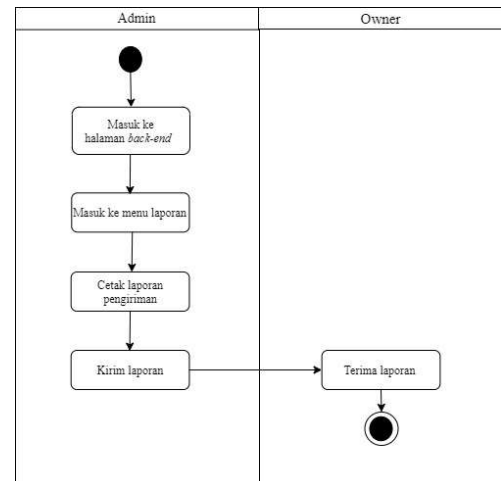 Admin
Owner
Masuk ke
halaman back-end
Masuk ke menu laporan
Cetak laporan
pengiriman
Kirim laporan
Terima laporan